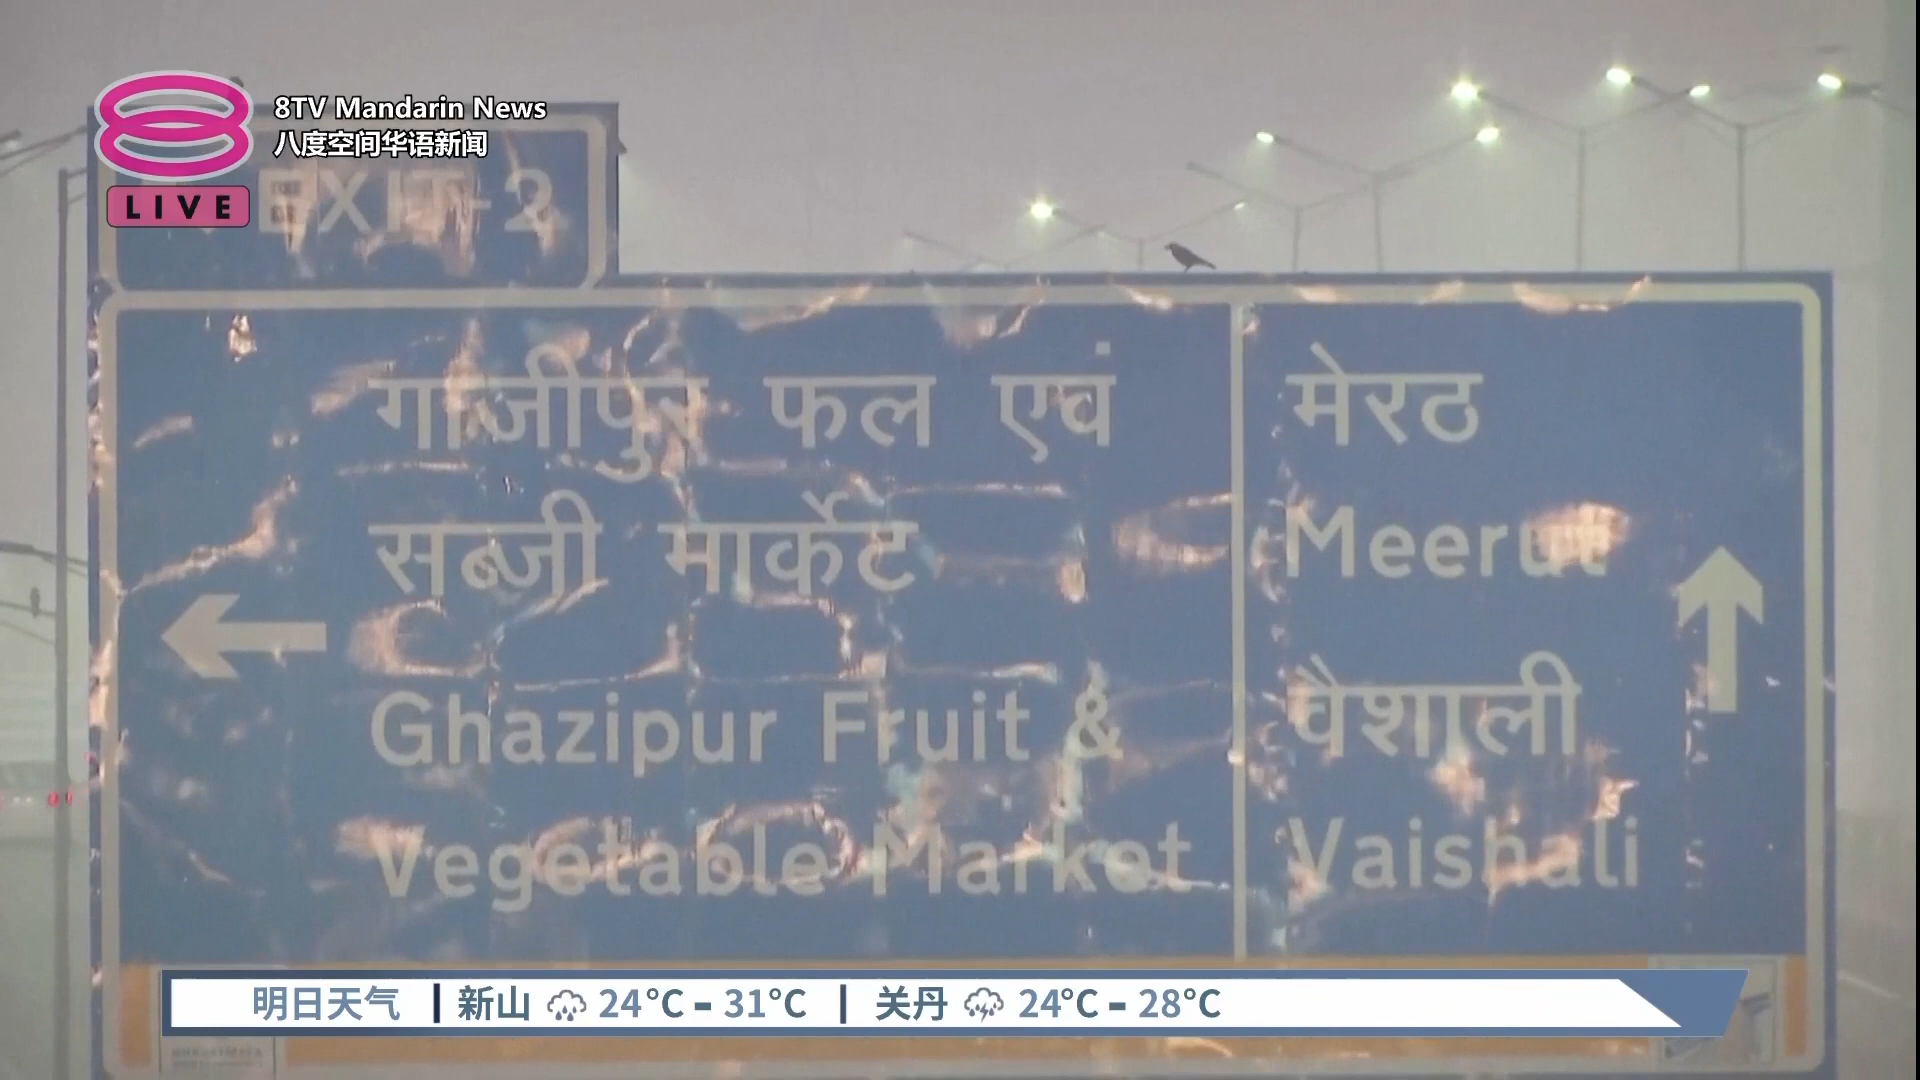 8TV Mandarin News
八度空间华语新闻
LIVE
EXIT-2
गाजीपुर फल एवं
सब्जी मार्केट
Ghazipur Fruit &
Vegetable Market
मेरठ
Meerut
वैशाली
Vaishali
明日天气 | 新山 24°C - 31°C | 关丹 24°C - 28°C